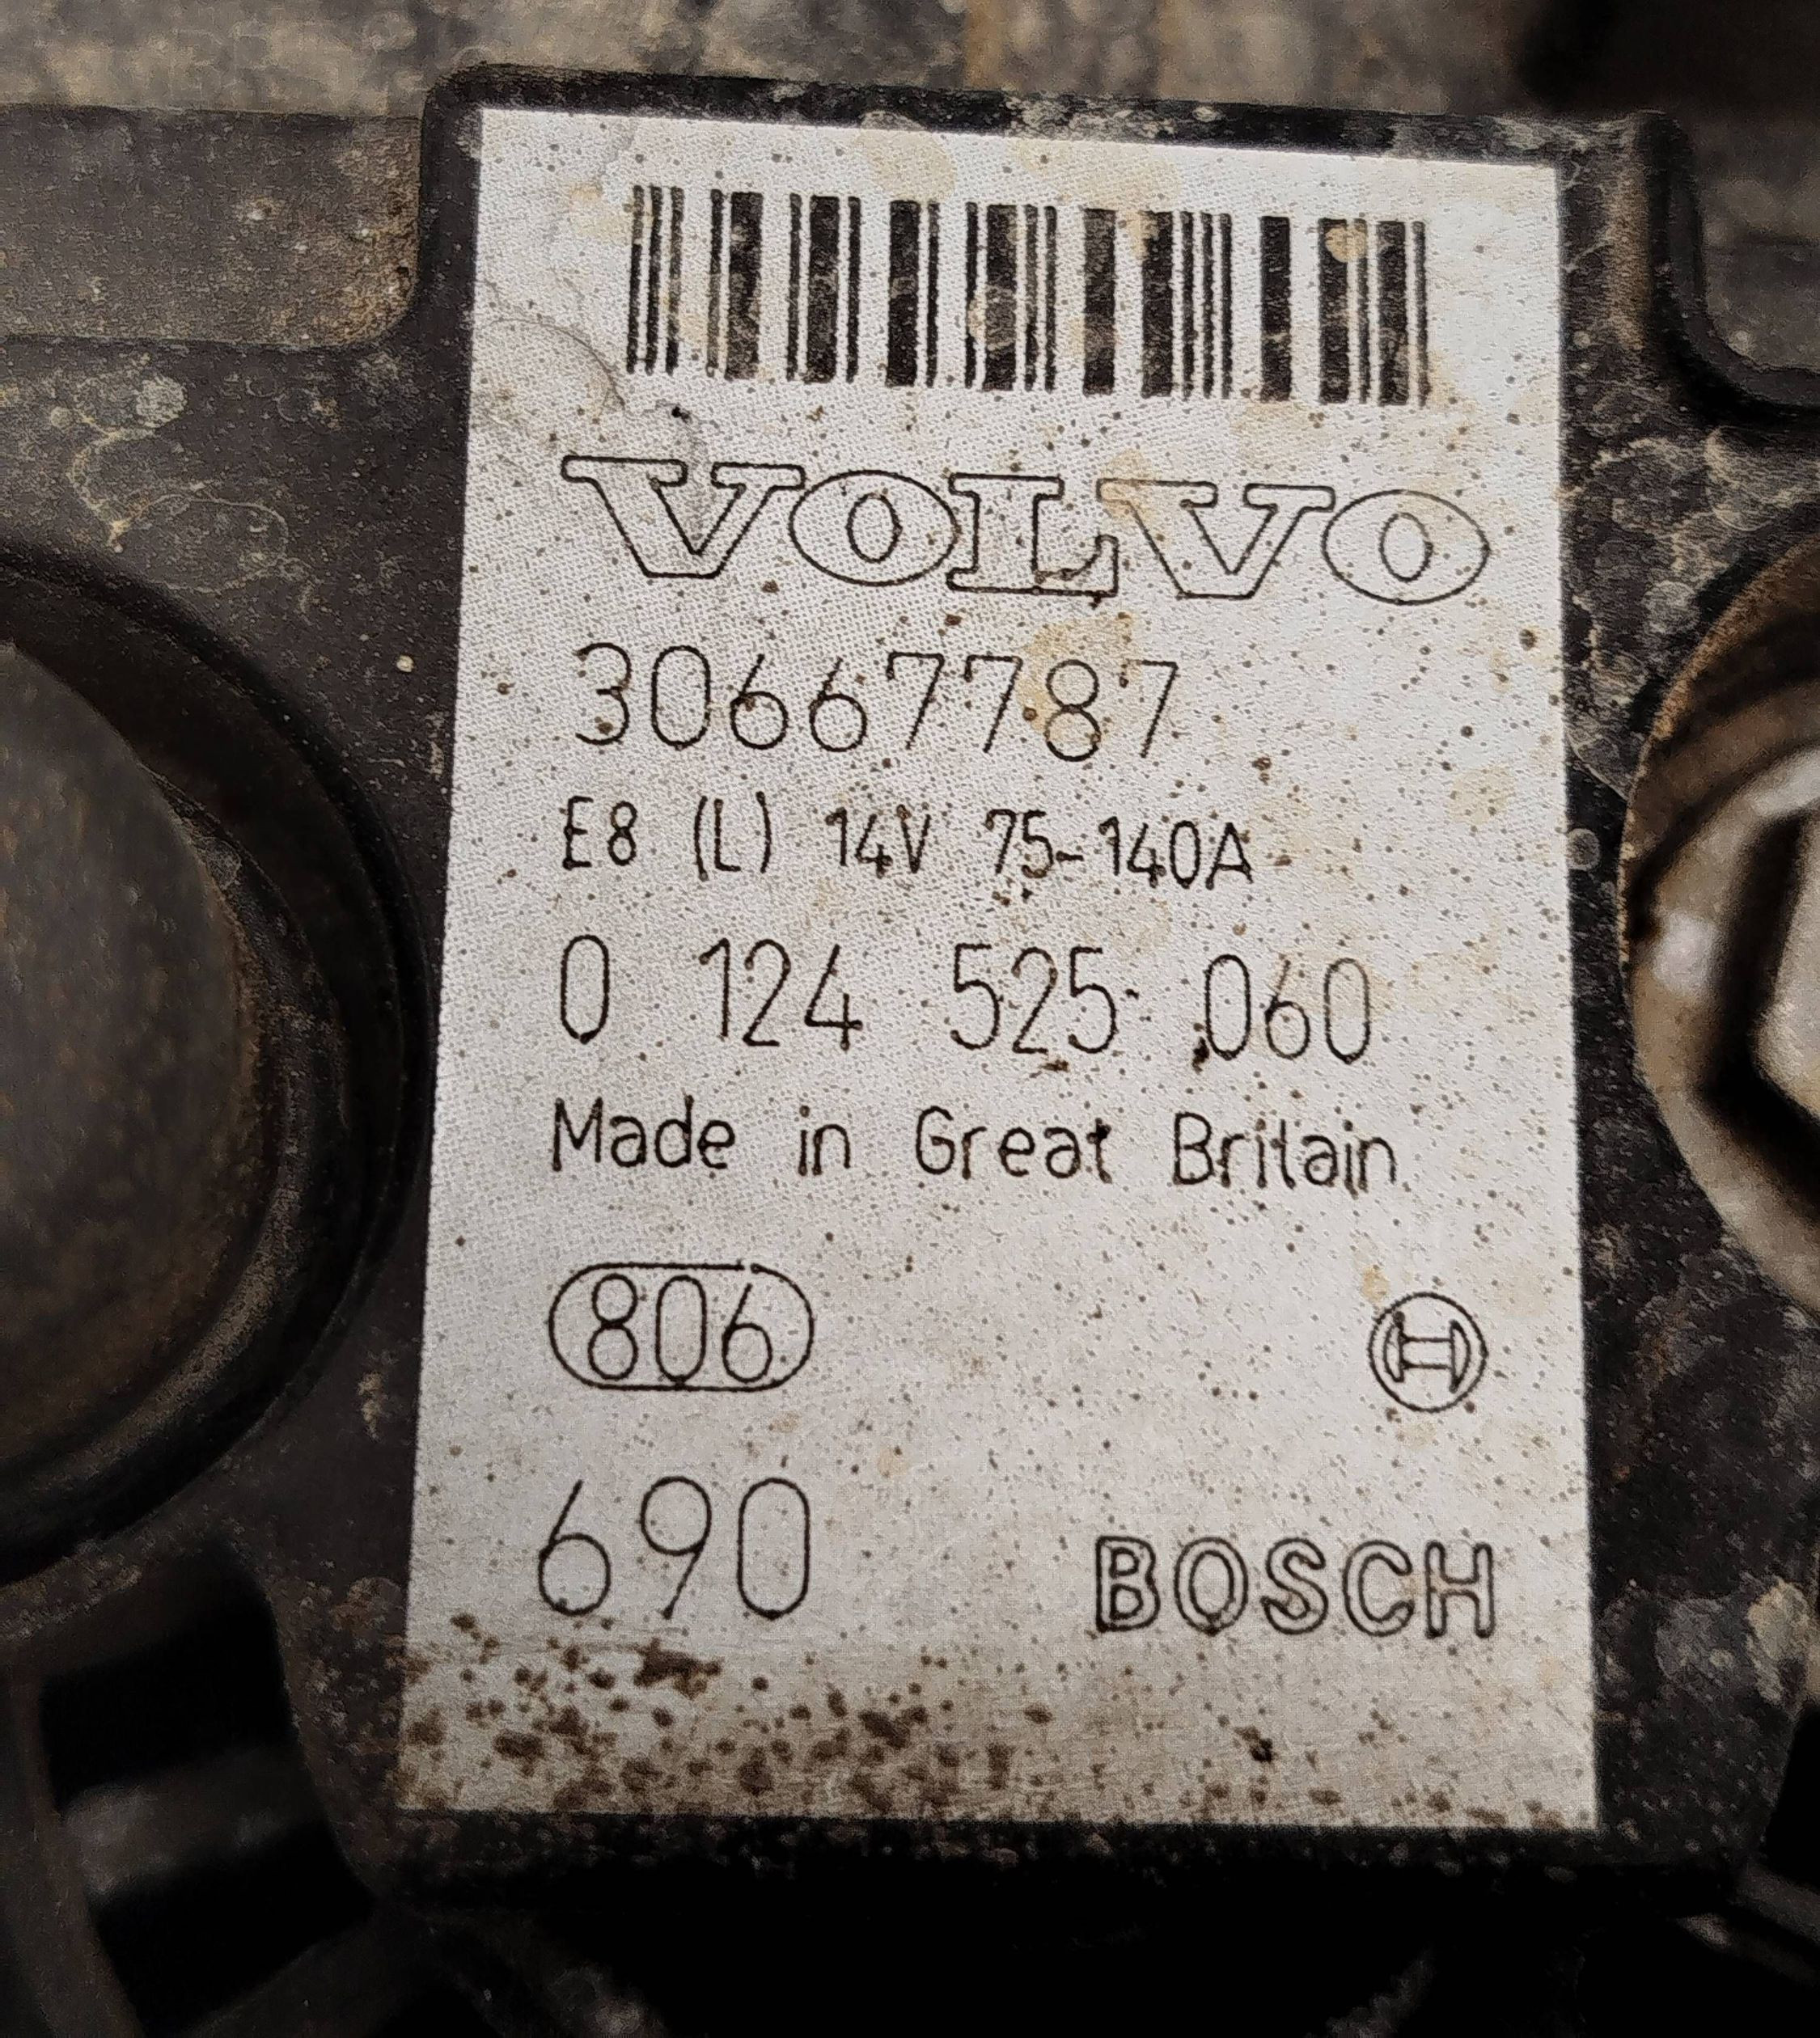 VOLVO
30667787
E8 (L) 14V 75-140A
0 124 525 060
Made in Great Britain
806
690 BOSCH